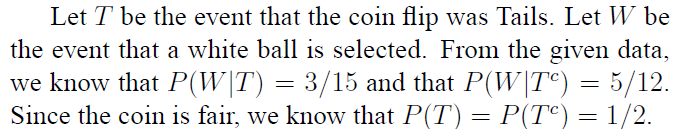 Let T be the event that the coin flip was Tails. Let W be
the event that a white ball is selected. From the given data,
we know that P(W|T) = 3/15 and that P(W|Tᶜ) = 5/12.
Since the coin is fair, we know that P(T) = P(Tᶜ) = 1/2.